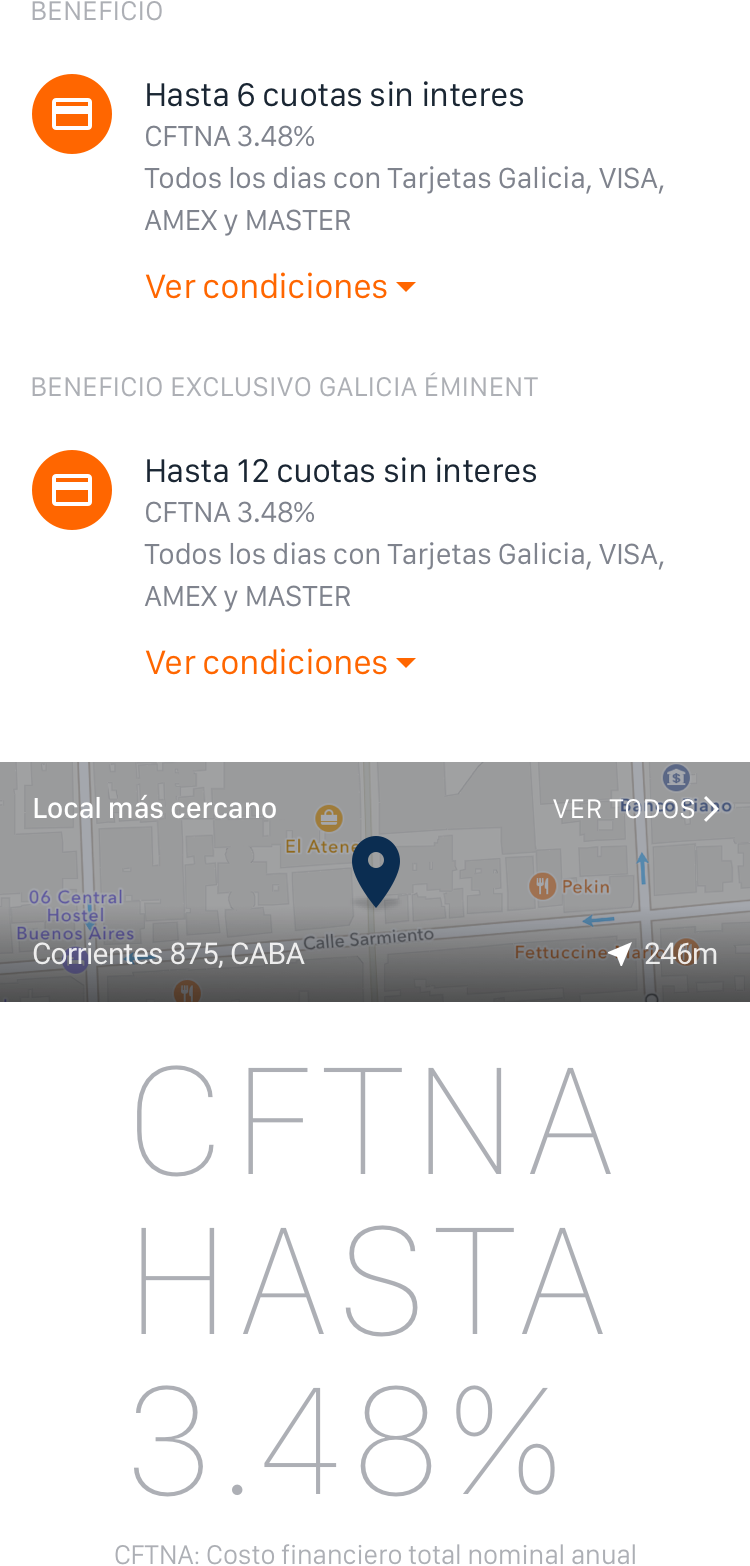 BENEFICIO
Hasta 6 cuotas sin interes
CFTNA 3.48%
Todos los dias con Tarjetas Galicia, VISA,
AMEX y MASTER
Ver condiciones
BENEFICIO EXCLUSIVO GALICIA ÉMINENT
Hasta 12 cuotas sin interes
CFTNA 3.48%
Todos los dias con Tarjetas Galicia, VISA,
AMEX y MASTER
Ver condiciones
Local más cercano
VER TODOS
Banco Piano
El Atene
Pekin
06 Central
Hostel
Buenos Aires
Calle Sarmiento
Fettuccine
Corrientes 875, CABA
246m
CFTNA
HASTA
3.48%
CFTNA: Costo financiero total nominal anual